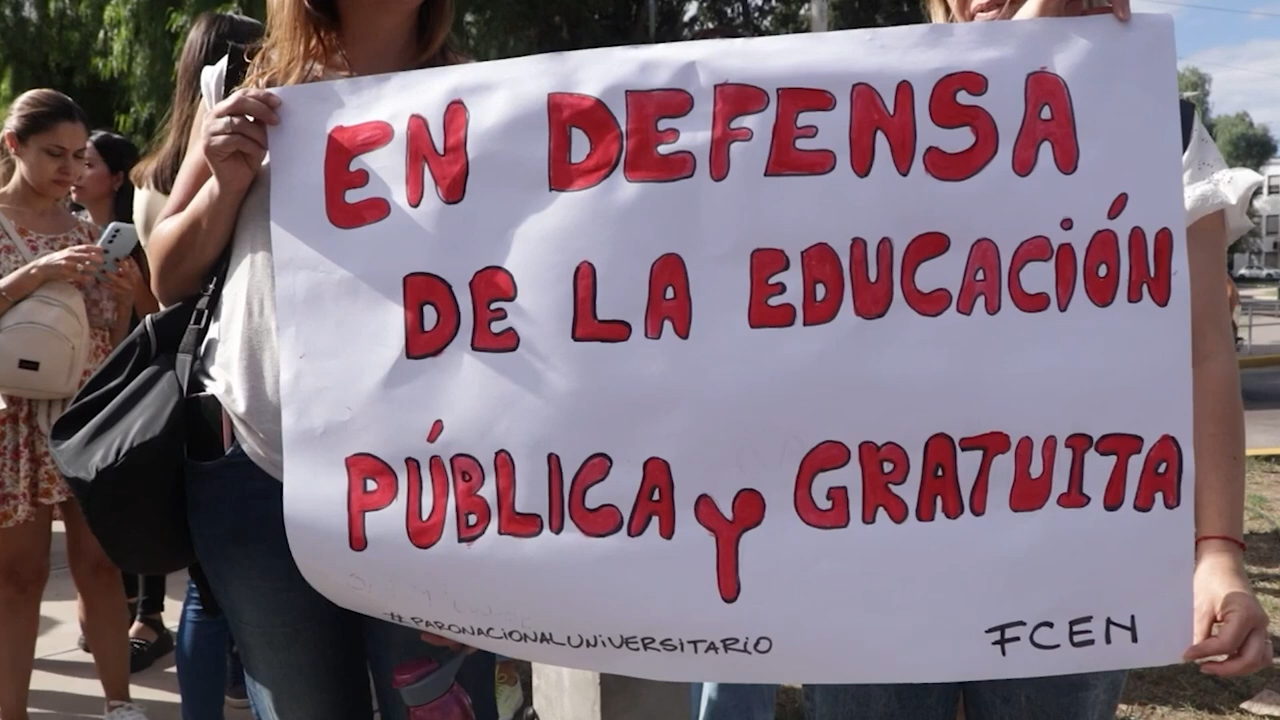 EN DEFENSA
DE LA EDUCACIÓN
PÚBLICA Y GRATUITA
#PARONACIONALUNIVERSITARIO
FCEN